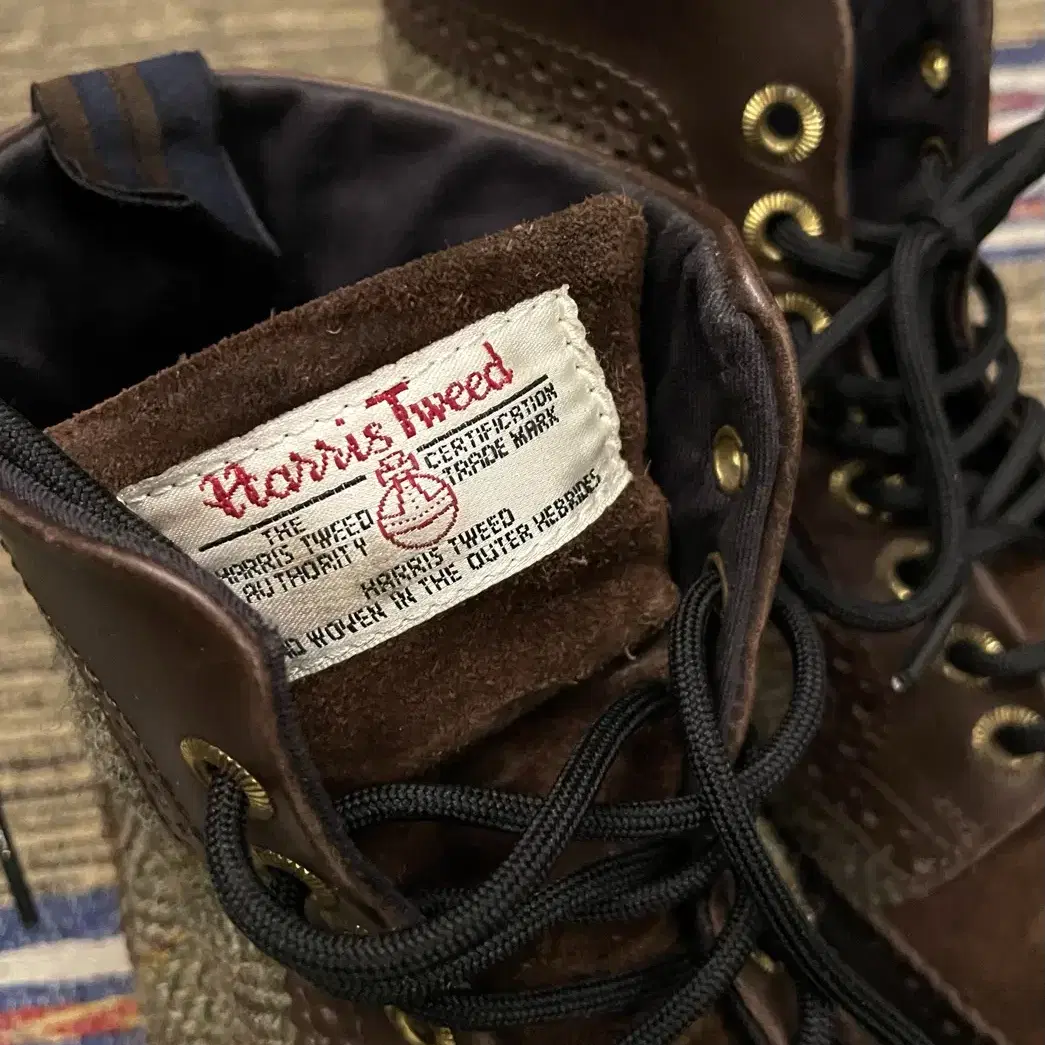 Harris Tweed
THE
HARRIS TWEED
AUTHORITY
CERTIFICATION
TRADE MARK
HARRIS TWEED
WOVEN IN THE OUTER HEBRIDES